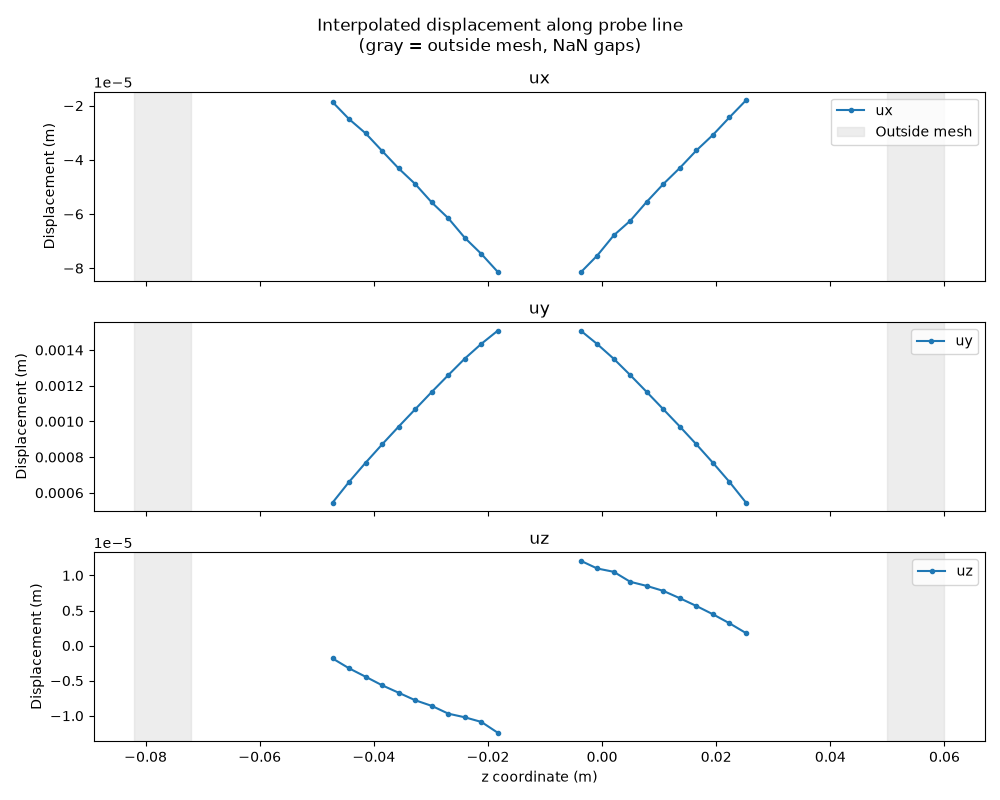 Interpolated displacement along probe line
(gray = outside mesh, NaN gaps)
ux
1e−5
−2
−4
−6
−8
Displacement (m)
ux
Outside mesh
uy
0.0014
0.0012
0.0010
0.0008
0.0006
Displacement (m)
uy
uz
1e−5
1.0
0.5
0.0
−0.5
−1.0
Displacement (m)
uz
−0.08
−0.06
−0.04
−0.02
0.00
0.02
0.04
0.06
z coordinate (m)